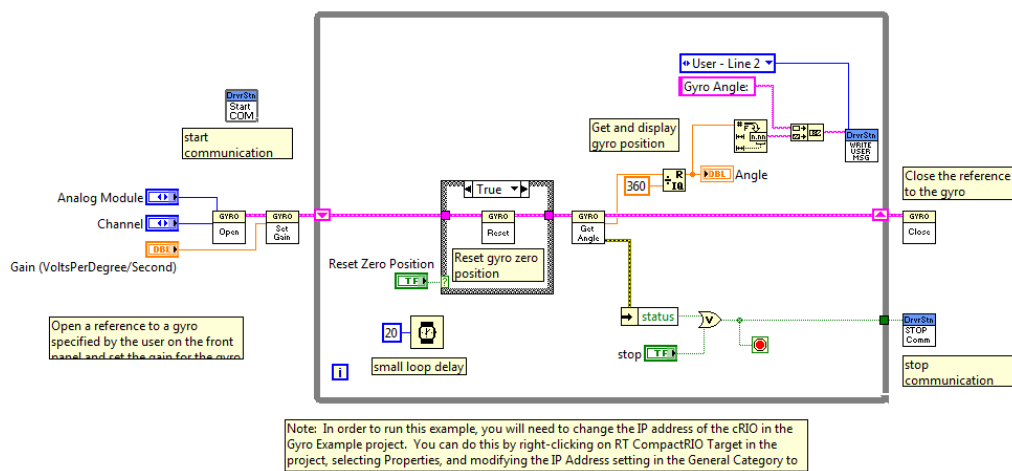 DrvrStn
Start
COM.
start
communication
Analog Module
Channel
DBL
Gain (VoltsPerDegree/Second)
GYRO
Open
GYRO
Set
Gain
Open a reference to a gyro
specified by the user on the front
panel and set the gain for the gyro
True
GYRO
Reset
Reset gyro zero
position
Reset Zero Position
TF
?
20
small loop delay
i
User - Line 2
Gyro Angle:
Get and display
gyro position
360
R
IQ
DBL
Angle
#
F
n.nn
DrvrStn
WRITE
USER
MSG
GYRO
Get
Angle
status
V
stop
TF
Close the reference
to the gyro
GYRO
Close
DrvrStn
STOP
Comm
stop
communication
Note: In order to run this example, you will need to change the IP address of the cRIO in the
Gyro Example project. You can do this by right-clicking on RT CompactRIO Target in the
project, selecting Properties, and modifying the IP Address setting in the General Category to